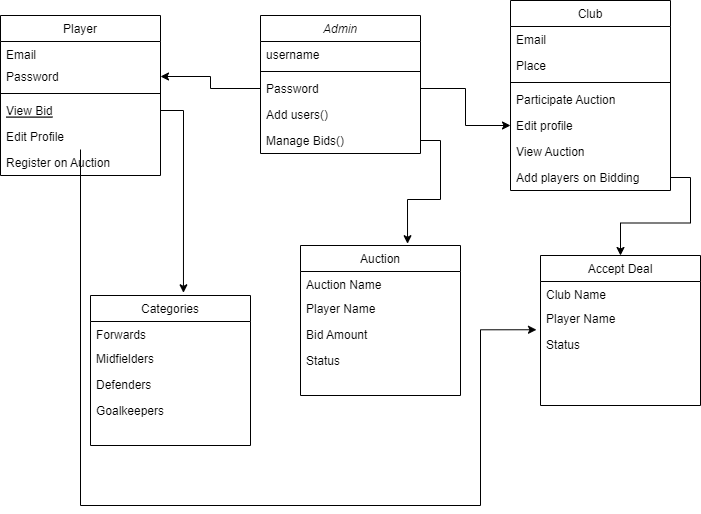 Player
Email
Password
View Bid
Edit Profile
Register on Auction
Admin
username
Password
Add users()
Manage Bids()
Club
Email
Place
Participate Auction
Edit profile
View Auction
Add players on Bidding
Categories
Forwards
Midfielders
Defenders
Goalkeepers
Auction
Auction Name
Player Name
Bid Amount
Status
Accept Deal
Club Name
Player Name
Status